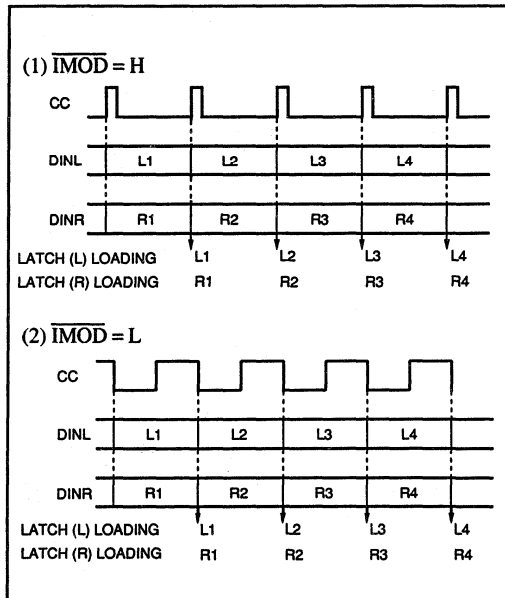 (1) IMOD = H
CC
DINL L1 L2 L3 L4
DINR R1 R2 R3 R4
LATCH (L) LOADING L1 L2 L3 L4
LATCH (R) LOADING R1 R2 R3 R4
(2) IMOD = L
CC
DINL L1 L2 L3 L4
DINR R1 R2 R3 R4
LATCH (L) LOADING L1 L2 L3 L4
LATCH (R) LOADING R1 R2 R3 R4